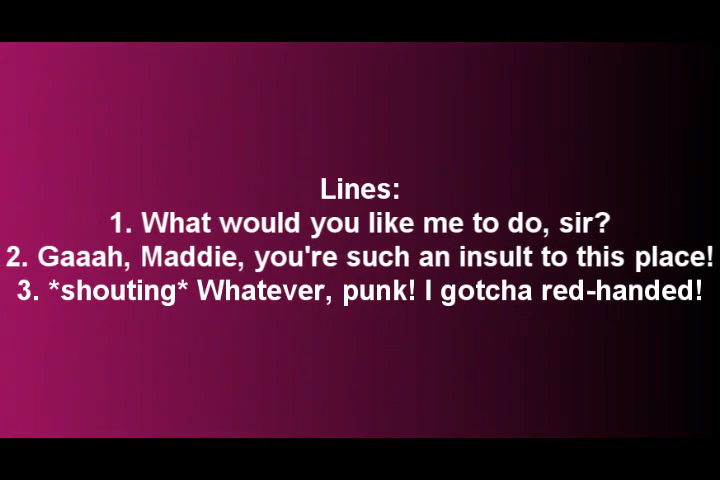 Lines:
1. What would you like me to do, sir?
2. Gaaah, Maddie, you're such an insult to this place!
3. *shouting* Whatever, punk! I gotcha red-handed!